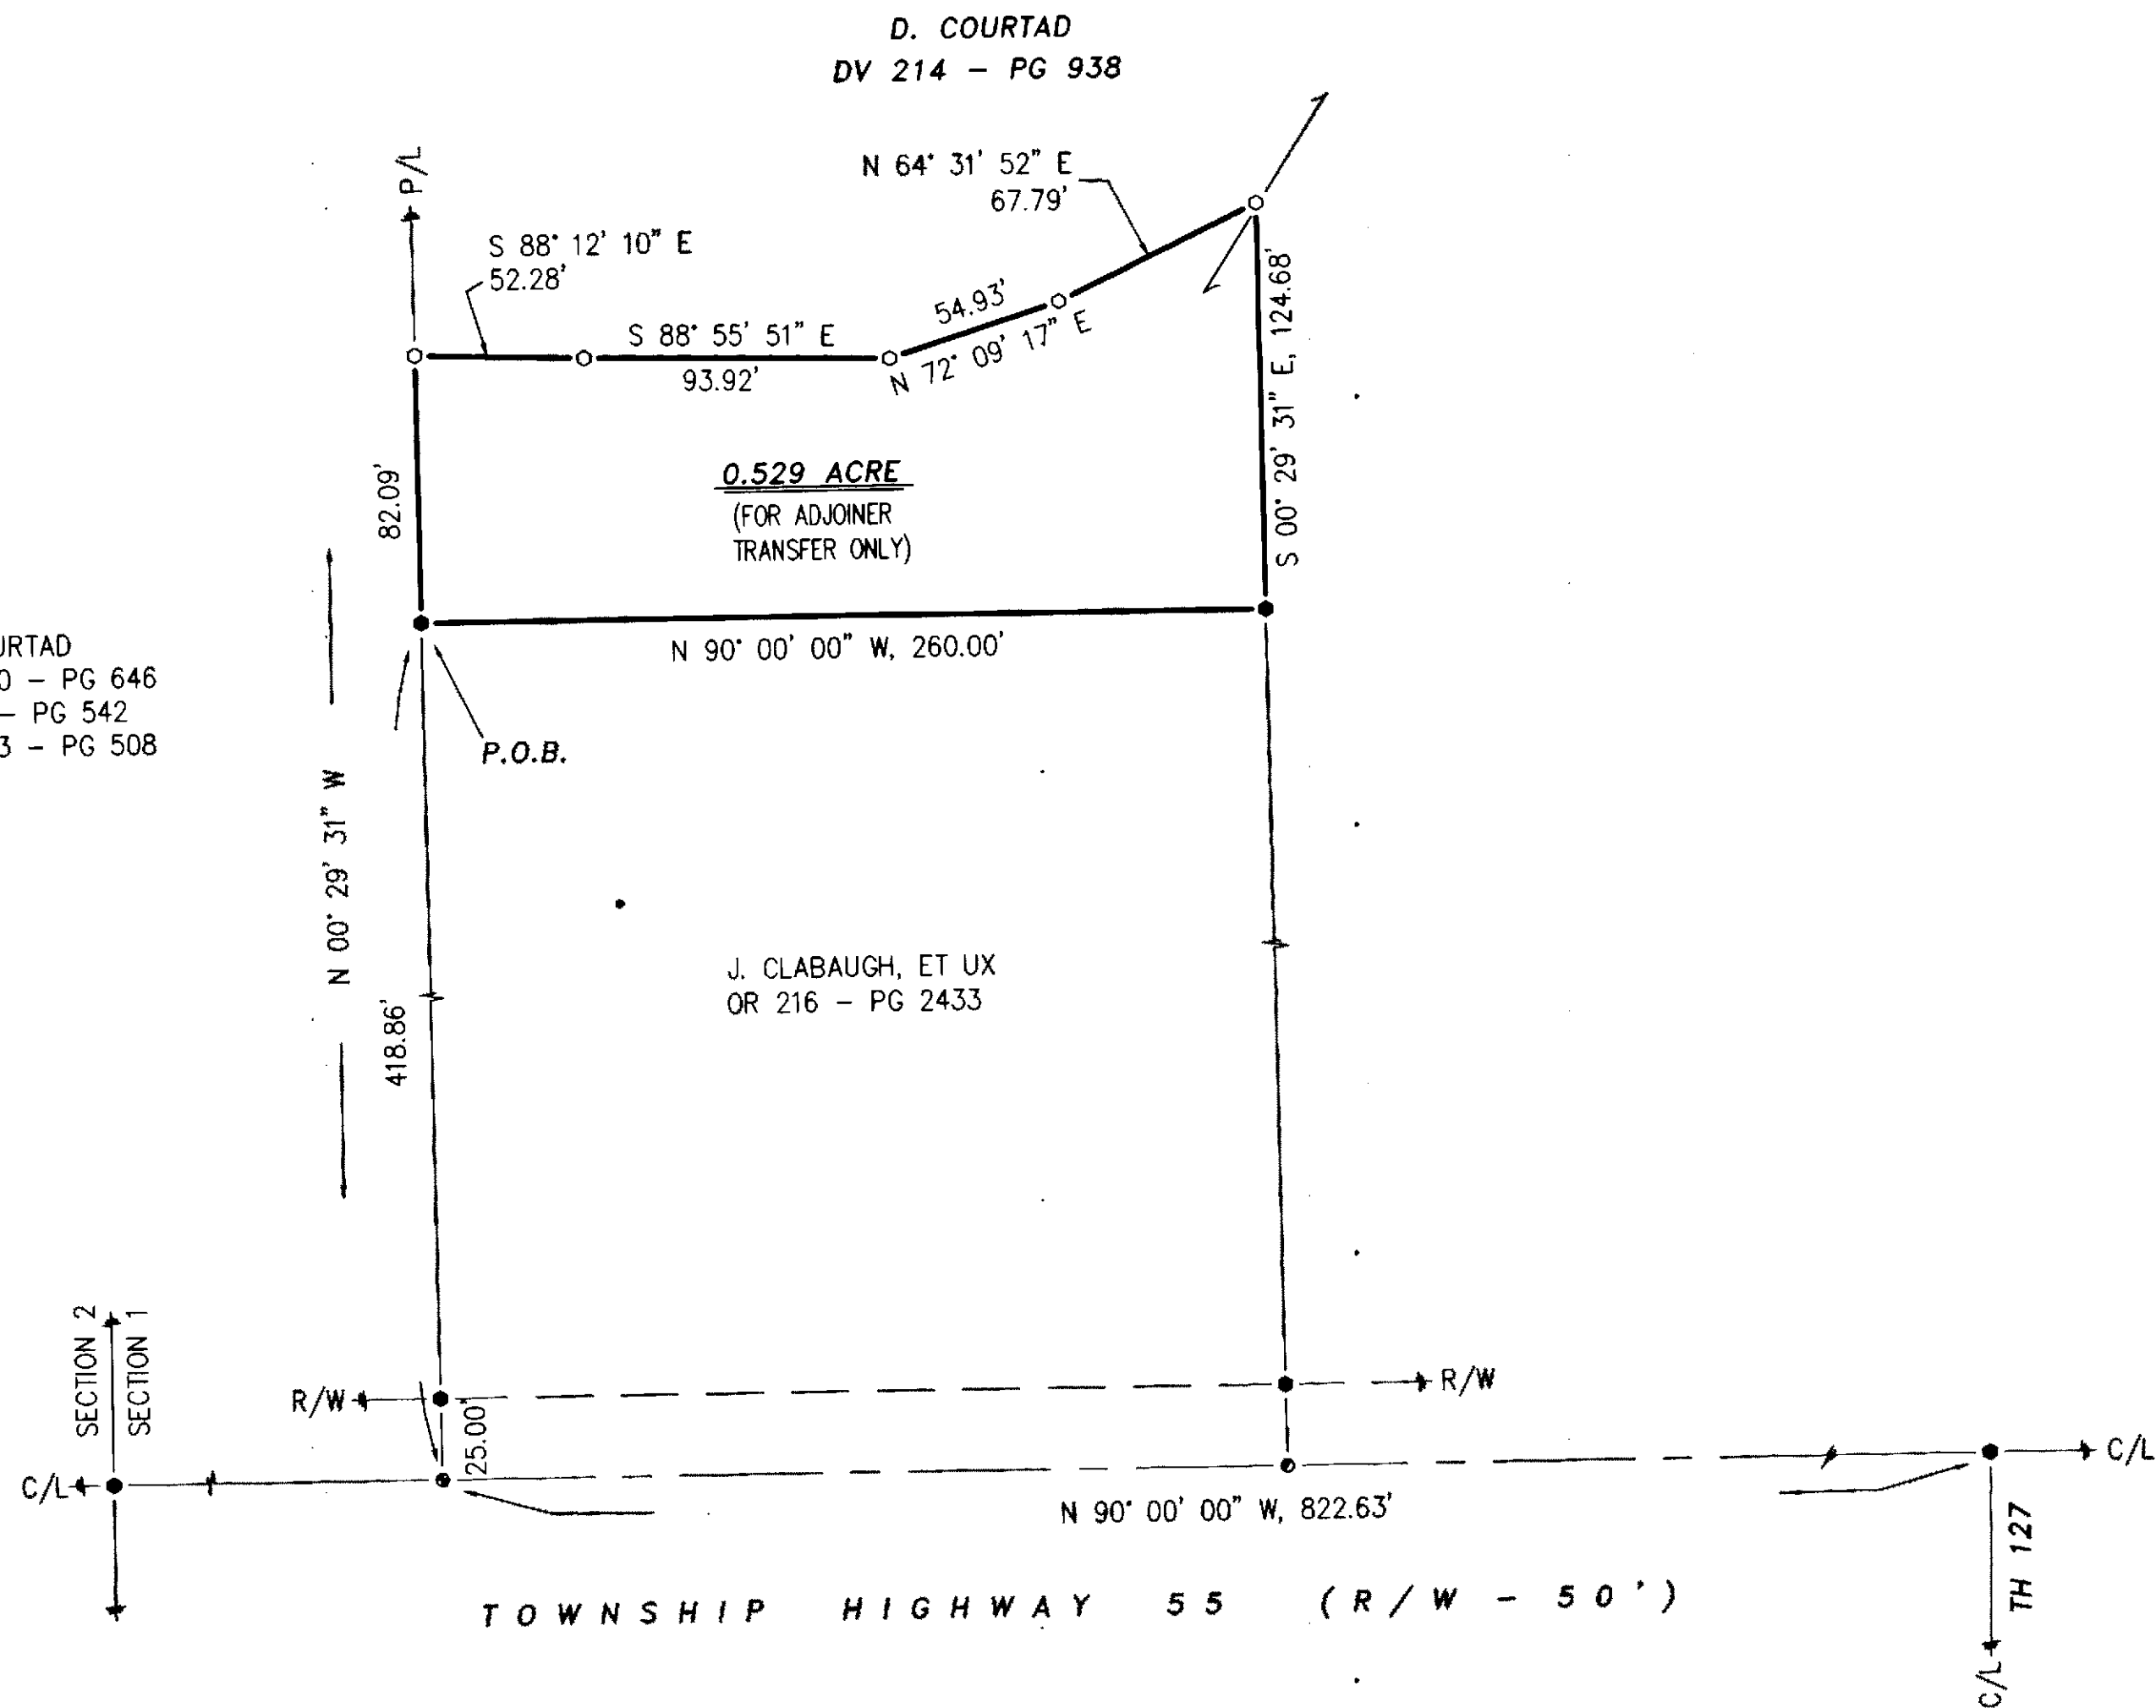 D. COURTAD
DV 214 – PG 938
P/L
N 64° 31' 52" E
67.79'
S 88° 12' 10" E
52.28'
S 88° 55' 51" E
93.92'
54.93'
N 72° 09' 17" E
S 00° 29' 31" E, 124.68'
82.09'
0.529 ACRE
(FOR ADJOINER
TRANSFER ONLY)
N 90° 00' 00" W, 260.00'
URTAD
0 – PG 646
– PG 542
3 – PG 508
P.O.B.
N 00° 29' 31" W
418.86'
J. CLABAUGH, ET UX
OR 216 – PG 2433
SECTION 2
SECTION 1
R/W
R/W
25.00'
C/L
C/L
N 90° 00' 00" W, 822.63'
TH 127
C/L
TOWNSHIP HIGHWAY 55 (R/W - 50')